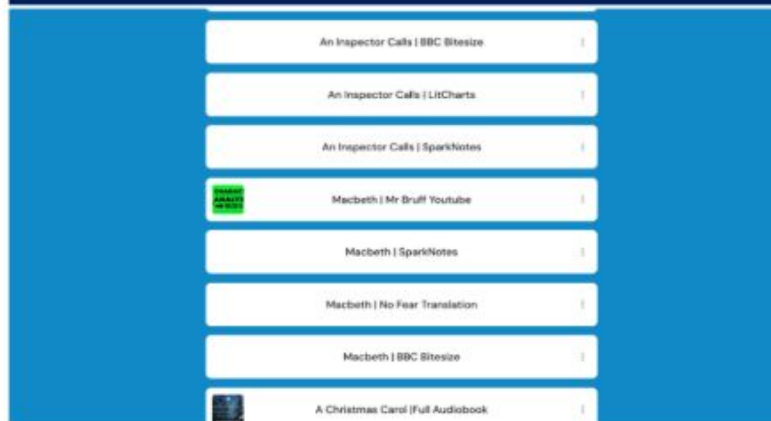 An Inspector Calls | BBC Bitesize
An Inspector Calls | LitCharts
An Inspector Calls | SparkNotes
Macbeth | Mr Bruff Youtube
Macbeth | SparkNotes
Macbeth | No Fear Translation
Macbeth | BBC Bitesize
A Christmas Carol |Full Audiobook